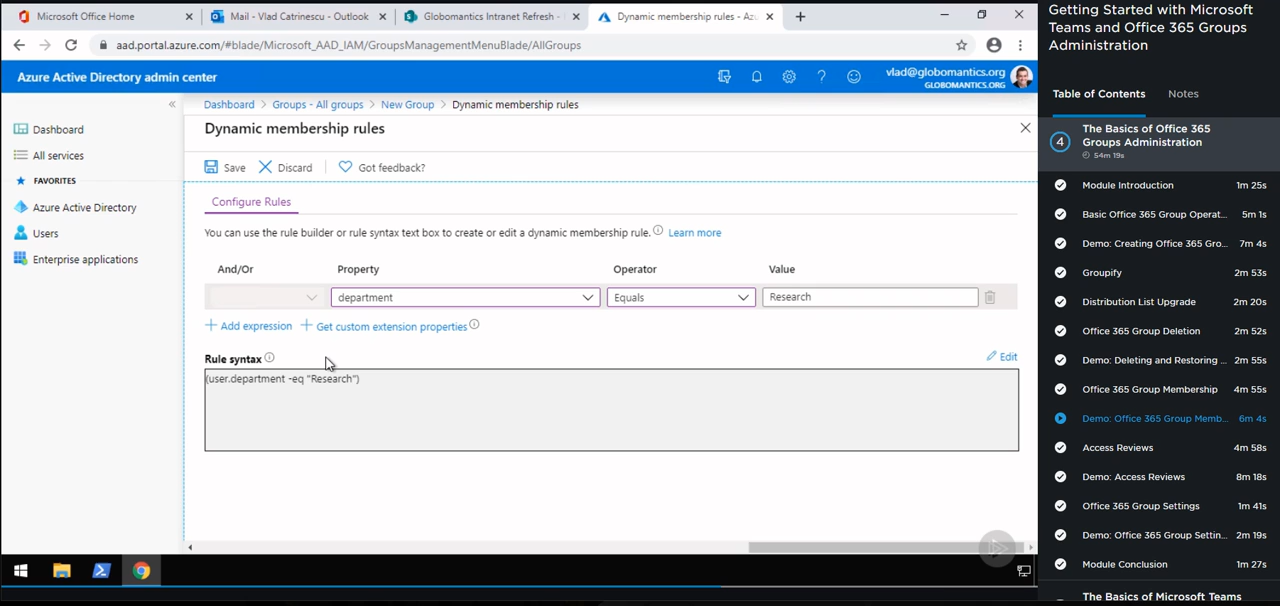 Microsoft Office Home
Mail - Vlad Catrinescu - Outlook
Globomantics Intranet Refresh -
Dynamic membership rules - Az
aad.portal.azure.com/#blade/Microsoft_AAD_IAM/GroupsManagementMenuBlade/AllGroups
Azure Active Directory admin center
vlad@globomantics.org
GLOBOMANTICS.ORG
Dashboard
All services
FAVORITES
Azure Active Directory
Users
Enterprise applications
Dashboard > Groups - All groups > New Group > Dynamic membership rules
Dynamic membership rules
Save Discard Got feedback?
Configure Rules
You can use the rule builder or rule syntax text box to create or edit a dynamic membership rule. Learn more
And/Or Property Operator Value
department Equals Research
+ Add expression + Get custom extension properties
Rule syntax
Edit
(user.department -eq "Research")
Getting Started with Microsoft
Teams and Office 365 Groups
Administration
Table of Contents Notes
4
The Basics of Office 365
Groups Administration
54m 19s
Module Introduction 1m 25s
Basic Office 365 Group Operat... 5m 1s
Demo: Creating Office 365 Gro... 7m 4s
Groupify 2m 53s
Distribution List Upgrade 2m 20s
Office 365 Group Deletion 2m 52s
Demo: Deleting and Restoring ... 2m 55s
Office 365 Group Membership 4m 55s
Demo: Office 365 Group Memb... 6m 4s
Access Reviews 4m 58s
Demo: Access Reviews 8m 18s
Office 365 Group Settings 1m 41s
Demo: Office 365 Group Settin... 2m 19s
Module Conclusion 1m 27s
The Basics of Microsoft Teams